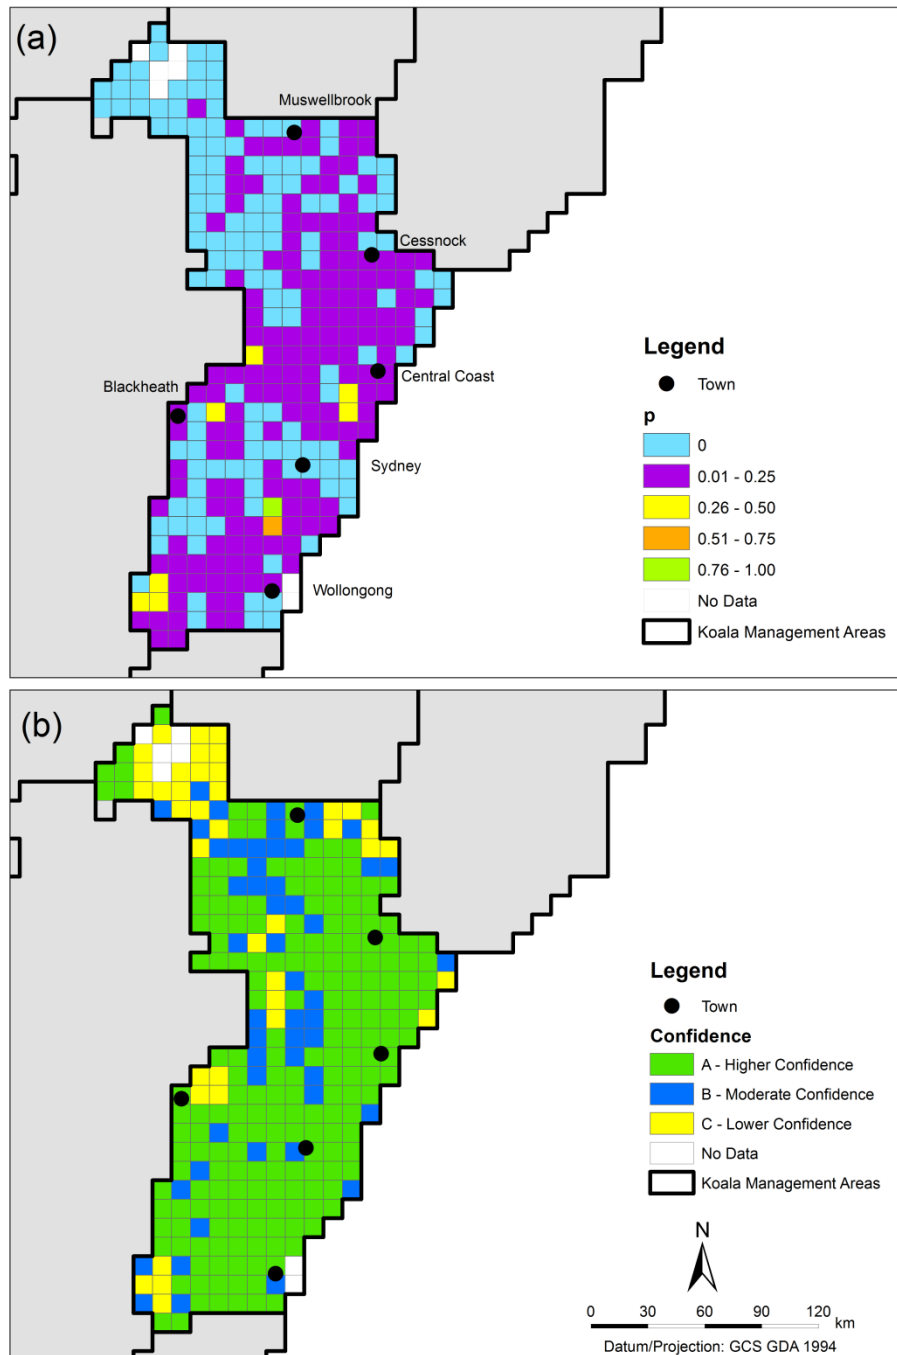 (a)
Muswellbrook
Cessnock
Central Coast
Blackheath
Sydney
Wollongong
Legend
Town
p
0
0.01 - 0.25
0.26 - 0.50
0.51 - 0.75
0.76 - 1.00
No Data
Koala Management Areas
(b)
Legend
Town
Confidence
A - Higher Confidence
B - Moderate Confidence
C - Lower Confidence
No Data
Koala Management Areas
N
0 30 60 90 120
km
Datum/Projection: GCS GDA 1994